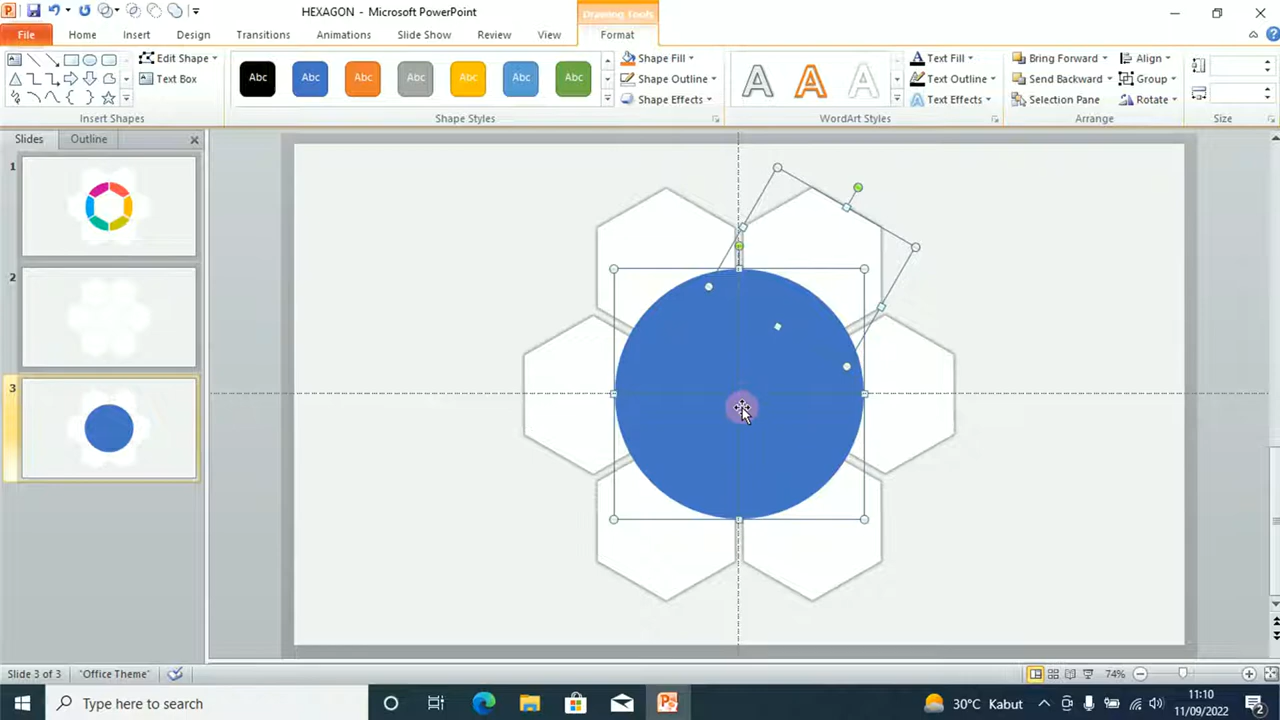 HEXAGON - Microsoft PowerPoint
Drawing Tools
File Home Insert Design Transitions Animations Slide Show Review View Format
Edit Shape
Text Box
Insert Shapes
Abc Abc Abc Abc Abc Abc Abc
Shape Fill
Shape Outline
Shape Effects
Shape Styles
A A A
Text Fill
Text Outline
Text Effects
WordArt Styles
Bring Forward
Send Backward
Selection Pane
Align
Group
Rotate
Arrange
Size
Slides Outline
1
2
3
Slide 3 of 3 "Office Theme" 74%
Type here to search
30°C Kabut
11:10
11/09/2022
2